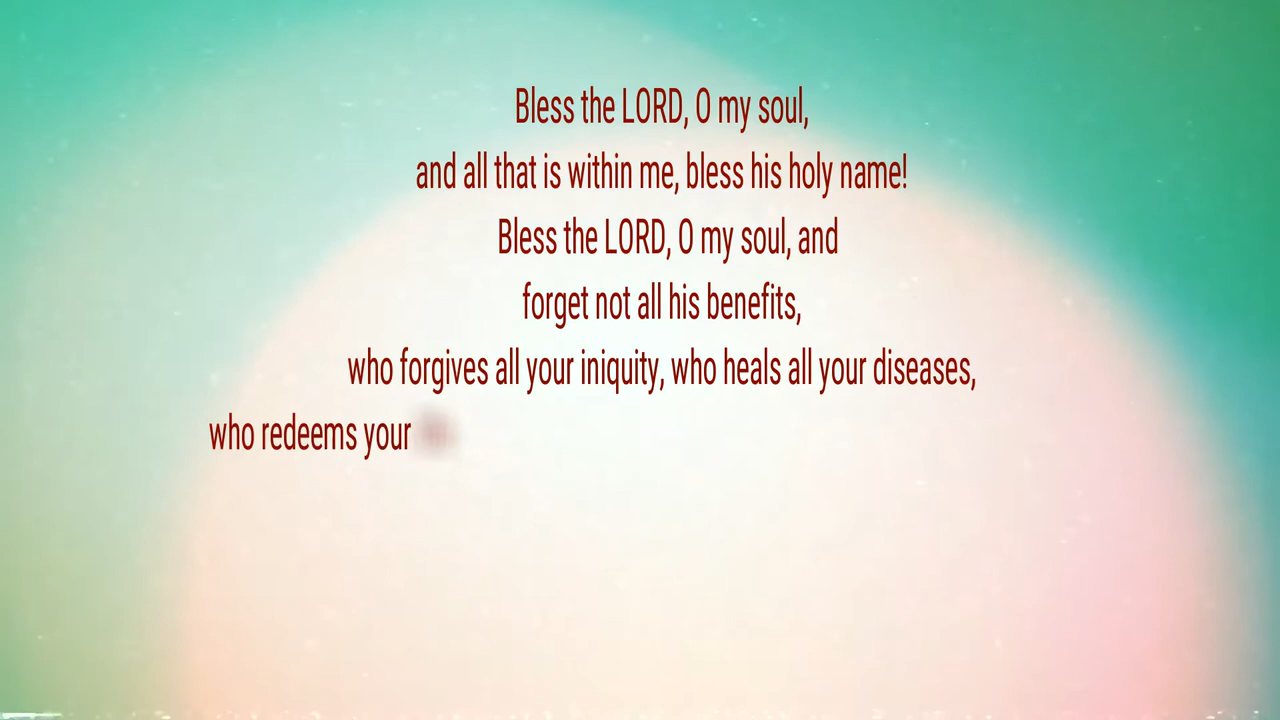 Bless the LORD, O my soul,
and all that is within me, bless his holy name!
Bless the LORD, O my soul, and
forget not all his benefits,
who forgives all your iniquity, who heals all your diseases,
who redeems your